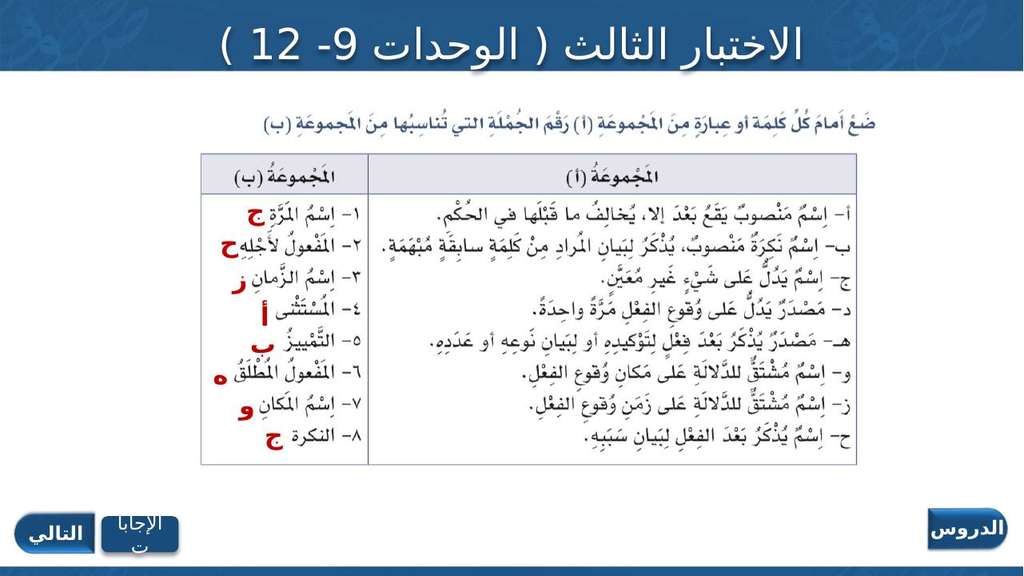 الاختبار الثالث ( الوحدات 9- 12 )
ضَعْ أَمامَ كُلِّ كَلِمَة أو عِبارَةٍ مِنَ المَجْموعَةِ (أ) رَقْمَ الجُمْلَةِ التي تُناسِبُها مِنَ المَجموعَةِ (ب)
المَجْموعَةُ (أ)
أ- اِسْمٌ مَنْصوبٌ يَقَعُ بَعْدَ إلا، يُخالِفُ ما قَبْلَها في الحُكْمِ.
ب- اِسْمٌ نَكِرَةٌ مَنْصوبٌ، يُذْكَرُ لِبَيانِ المُرادِ مِنْ كَلِمَةٍ سابِقَةٍ مُبْهَمَةٍ.
ج- اِسْمٌ يَدُلُّ عَلى شَيْءٍ غَيرِ مُعَيَّنٍ.
د- مَصْدَرٌ يَدُلُّ عَلى وُقوعِ الفِعْلِ مَرَّةً واحِدَةً.
هـ- مَصْدَرٌ يُذْكَرُ بَعْدَ فِعْلٍ لِتَوْكيدِهِ أو لِبَيانِ نَوعِهِ أو عَدَدِهِ.
و- اِسْمٌ مُشْتَقٌّ للدَّلالَةِ عَلى مَكانِ وُقوعِ الفِعْلِ.
ز- اِسْمٌ مُشْتَقٌّ للدَّلالَةِ عَلى زَمَنِ وُقوعِ الفِعْلِ.
ح- اِسْمٌ يُذْكَرُ بَعْدَ الفِعْلِ لِبَيانِ سَبَبِهِ.
المَجْموعَةُ (ب)
١- اِسْمُ المَرَّةِ ج
٢- المَفْعولُ لأَجْلِهِ ح
٣- اِسْمُ الزَّمانِ ز
٤- المُسْتَثْنى أ
٥- التَّمْييزُ ب
٦- المَفْعولُ المُطْلَقُ ه
٧- اِسْمُ المَكانِ و
٨- النكرة ج
الدروس
الإجابا
ت
التالي